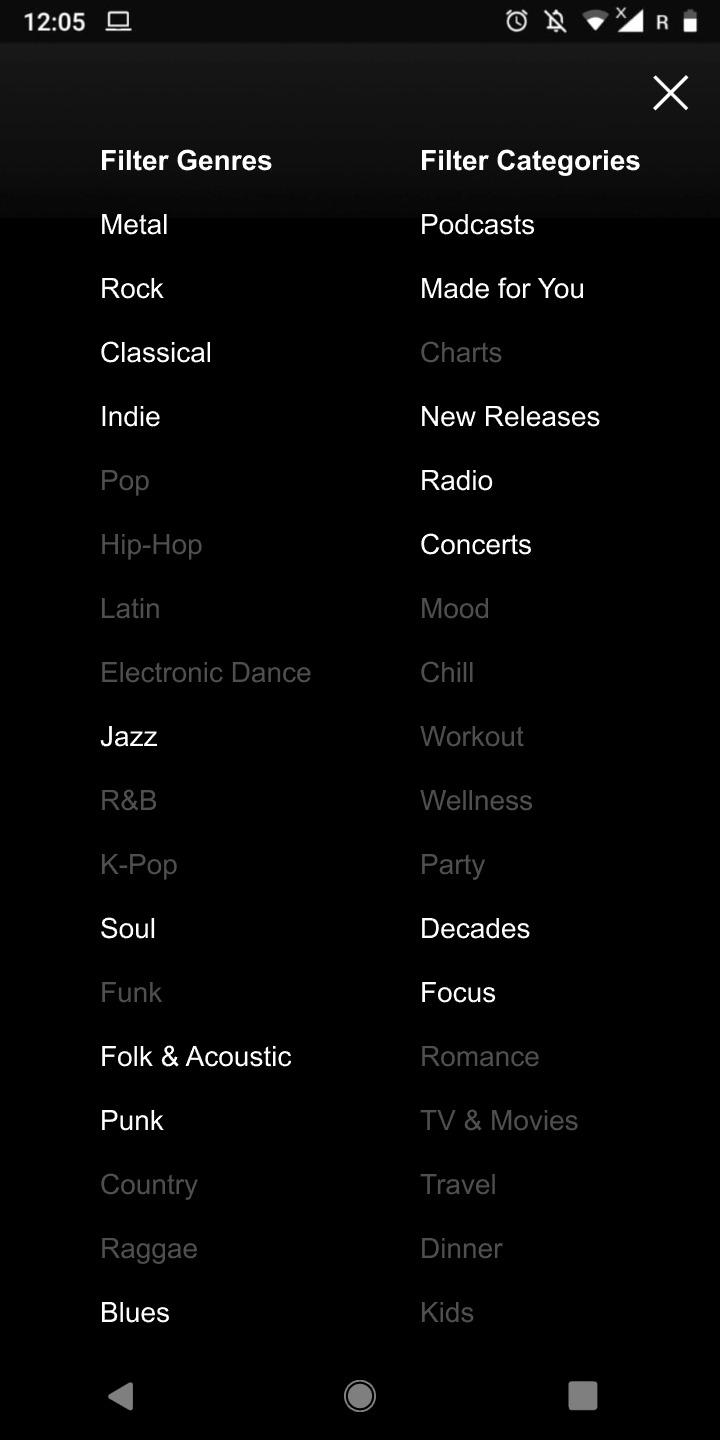 12:05
R
Filter Genres
Metal
Rock
Classical
Indie
Pop
Hip-Hop
Latin
Electronic Dance
Jazz
R&B
K-Pop
Soul
Funk
Folk & Acoustic
Punk
Country
Raggae
Blues
Filter Categories
Podcasts
Made for You
Charts
New Releases
Radio
Concerts
Mood
Chill
Workout
Wellness
Party
Decades
Focus
Romance
TV & Movies
Travel
Dinner
Kids